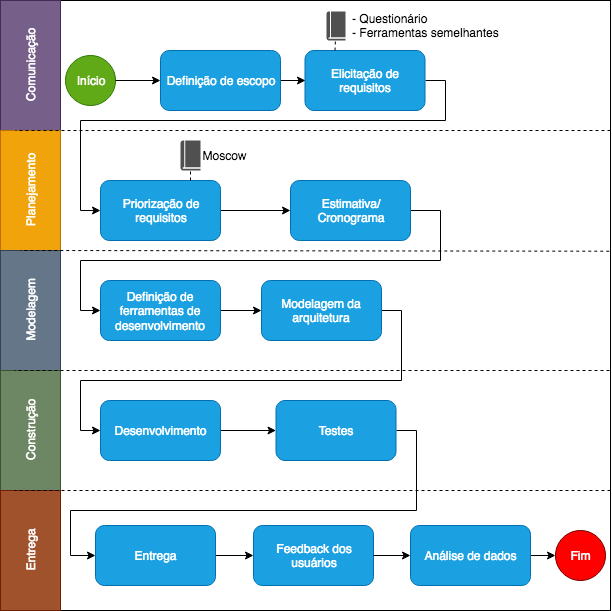 Comunicação
- Questionário
- Ferramentas semelhantes
Início
Definição de escopo
Elicitação de
requisitos
Planejamento
Moscow
Priorização de
requisitos
Estimativa/
Cronograma
Modelagem
Definição de
ferramentas de
desenvolvimento
Modelagem da
arquitetura
Construção
Desenvolvimento
Testes
Entrega
Entrega
Feedback dos
usuários
Análise de dados
Fim